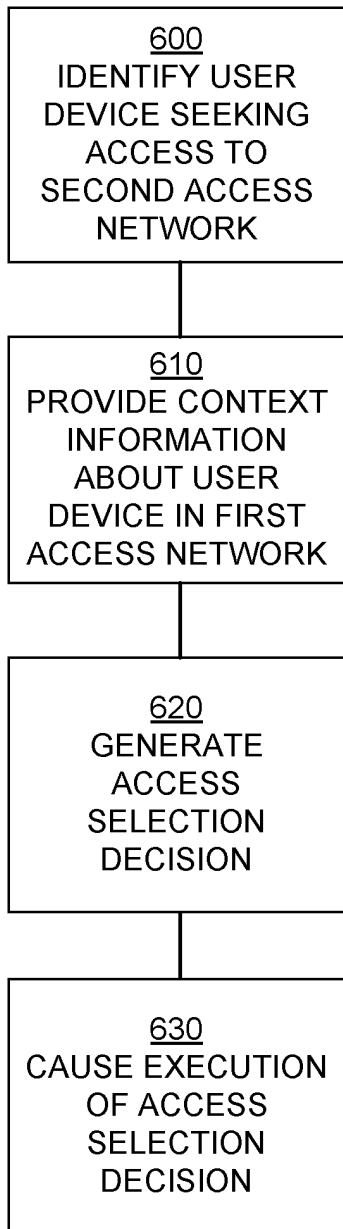 600
IDENTIFY USER
DEVICE SEEKING
ACCESS TO
SECOND ACCESS
NETWORK
610
PROVIDE CONTEXT
INFORMATION
ABOUT USER
DEVICE IN FIRST
ACCESS NETWORK
620
GENERATE
ACCESS
SELECTION
DECISION
630
CAUSE EXECUTION
OF ACCESS
SELECTION
DECISION